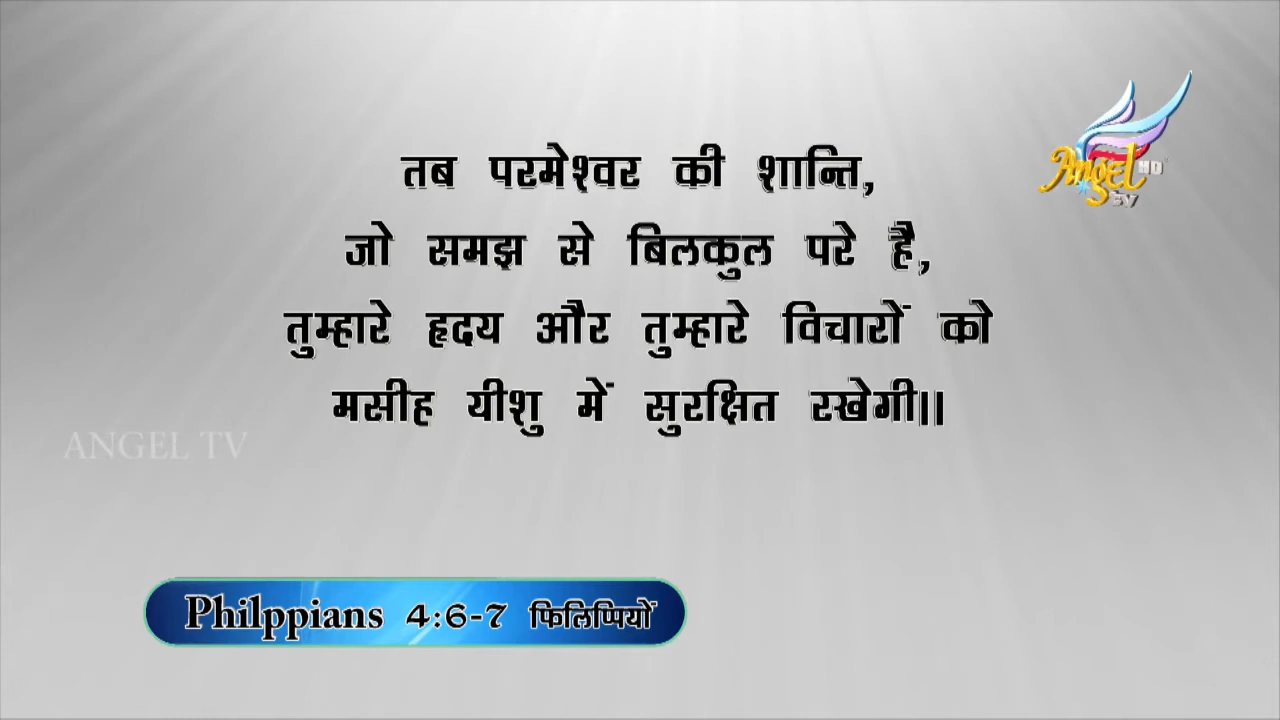 तब परमेश्वर की शान्ति,
जो समझ से बिलकुल परे है,
तुम्हारे हृदय और तुम्हारे विचारों को
मसीह यीशु में सुरक्षित रखेगी।।
Angel HD
TV
ANGEL TV
Philppians 4:6-7 फिलिप्पियों